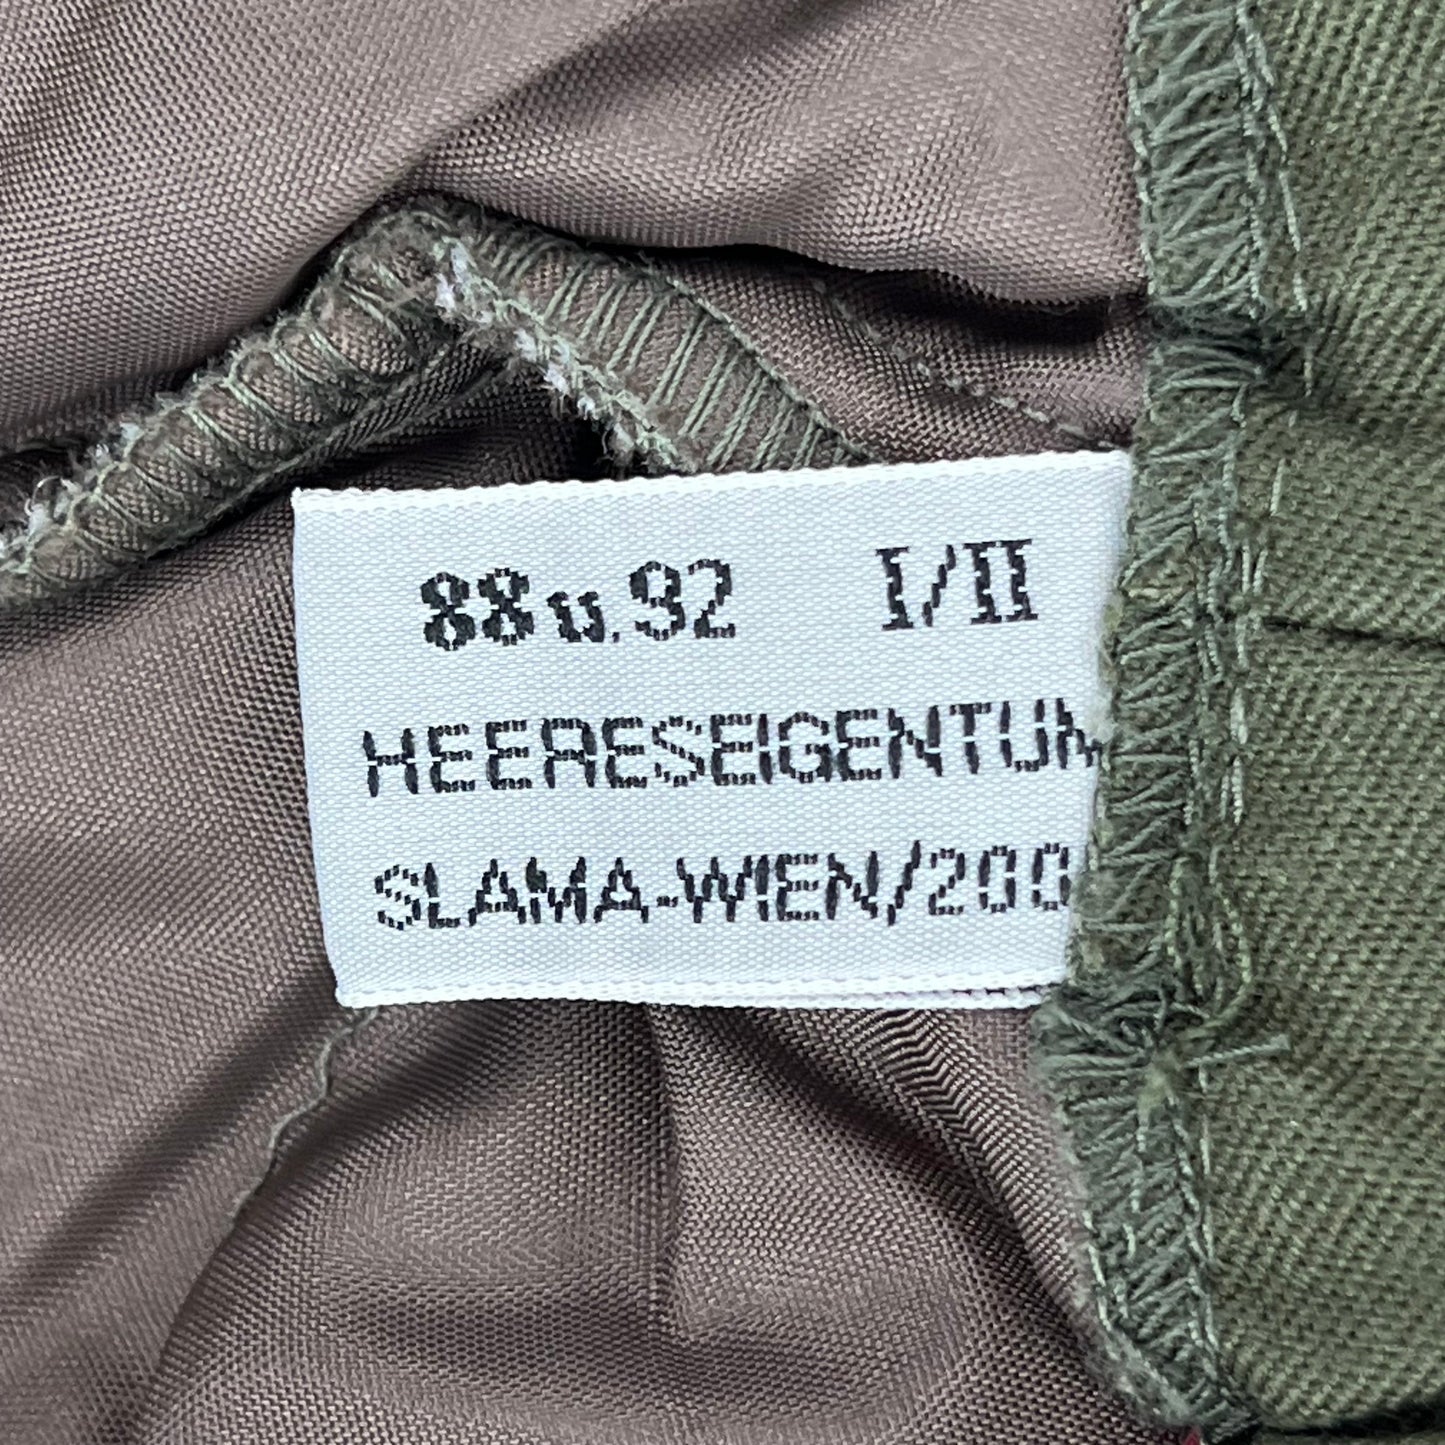 88 u. 92 I/II
HEERESEIGENTUM
SLAMA-WIEN/200